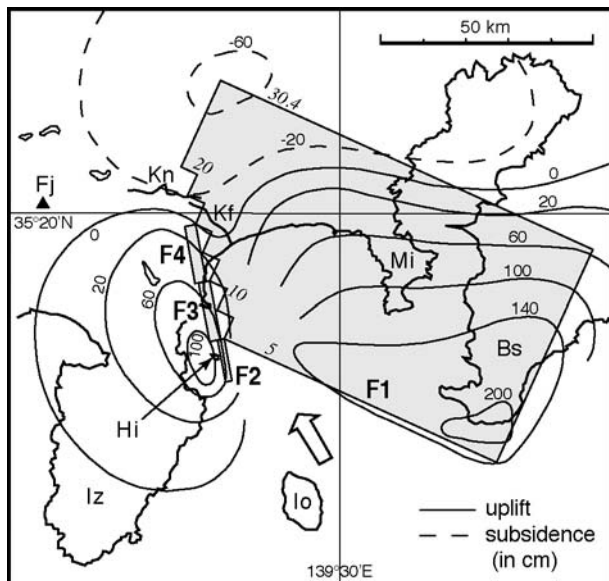 50 km
-60
30.4
-20
20
Kn
0
Fj
Kf
20
35°20'N
0
F4
60
Mi
20
10
100
60
F3
140
100
5
Bs
F2
F1
200
Hi
Iz
Io
uplift
subsidence
(in cm)
139°30'E